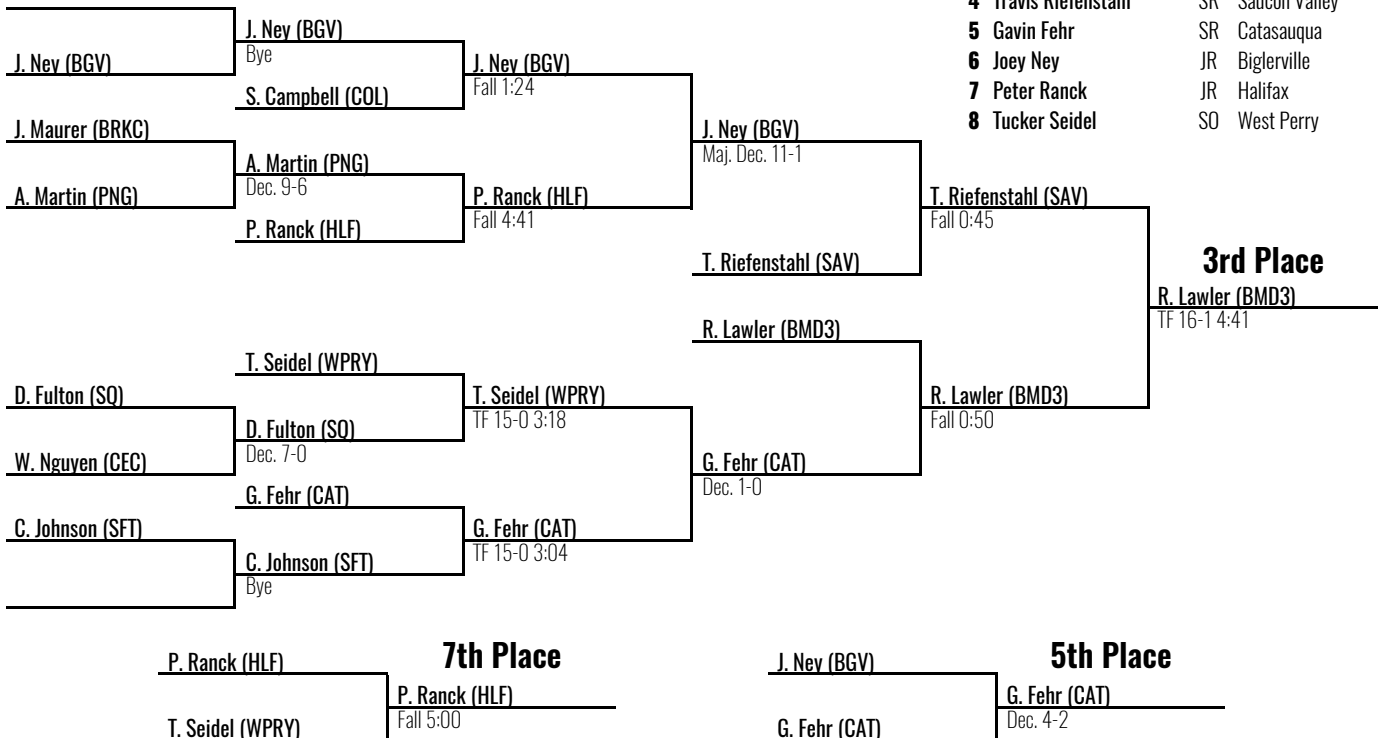 4 Travis Riefenstahl SR Saucon Valley
5 Gavin Fehr SR Catasauqua
6 Joey Ney JR Biglerville
7 Peter Ranck JR Halifax
8 Tucker Seidel SO West Perry
J. Ney (BGV)
J. Ney (BGV)
Bye
J. Ney (BGV)
Fall 1:24
S. Campbell (COL)
J. Maurer (BRKC)
J. Ney (BGV)
Maj. Dec. 11-1
A. Martin (PNG)
Dec. 9-6
A. Martin (PNG)
P. Ranck (HLF)
Fall 4:41
P. Ranck (HLF)
T. Riefenstahl (SAV)
Fall 0:45
T. Riefenstahl (SAV)
3rd Place
R. Lawler (BMD3)
TF 16-1 4:41
R. Lawler (BMD3)
T. Seidel (WPRY)
D. Fulton (SQ)
T. Seidel (WPRY)
TF 15-0 3:18
R. Lawler (BMD3)
Fall 0:50
D. Fulton (SQ)
Dec. 7-0
W. Nguyen (CEC)
G. Fehr (CAT)
Dec. 1-0
G. Fehr (CAT)
C. Johnson (SFT)
G. Fehr (CAT)
TF 15-0 3:04
C. Johnson (SFT)
Bye
7th Place
P. Ranck (HLF)
P. Ranck (HLF)
Fall 5:00
T. Seidel (WPRY)
5th Place
J. Ney (BGV)
G. Fehr (CAT)
Dec. 4-2
G. Fehr (CAT)